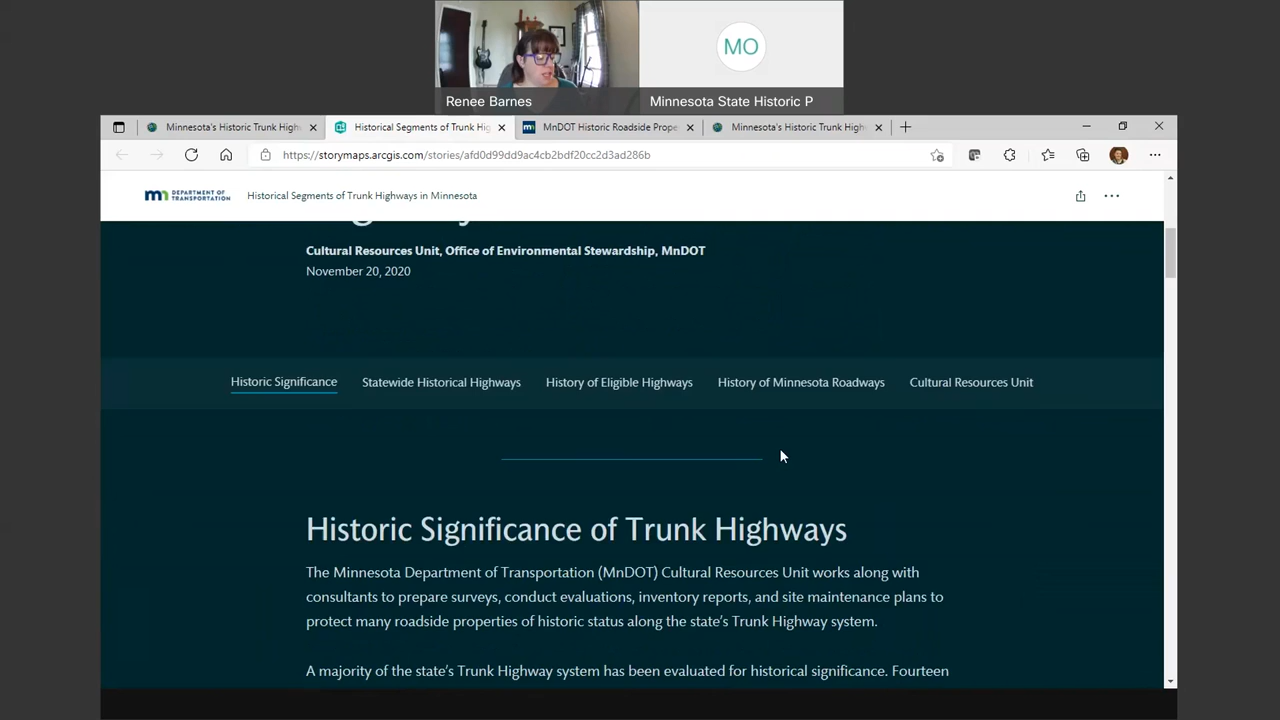 MO
Renee Barnes
Minnesota State Historic P
Minnesota's Historic Trunk High
Historical Segments of Trunk Hig
MnDOT Historic Roadside Prope
Minnesota's Historic Trunk High
https://storymaps.arcgis.com/stories/afd0d99dd9ac4cb2bdf20cc2d3ad286b
m DEPARTMENT OF
TRANSPORTATION
Historical Segments of Trunk Highways in Minnesota
Cultural Resources Unit, Office of Environmental Stewardship, MnDOT
November 20, 2020
Historic Significance
Statewide Historical Highways
History of Eligible Highways
History of Minnesota Roadways
Cultural Resources Unit
Historic Significance of Trunk Highways
The Minnesota Department of Transportation (MnDOT) Cultural Resources Unit works along with
consultants to prepare surveys, conduct evaluations, inventory reports, and site maintenance plans to
protect many roadside properties of historic status along the state's Trunk Highway system.
A majority of the state's Trunk Highway system has been evaluated for historical significance. Fourteen